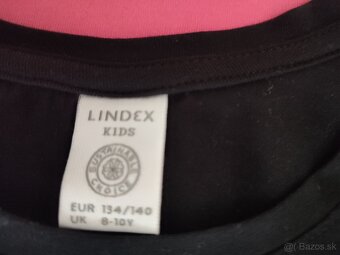 LINDEX
KIDS
SUSTAINABLE
CHOICE
EUR 134/140
UK 8-10Y
Bazos.sk